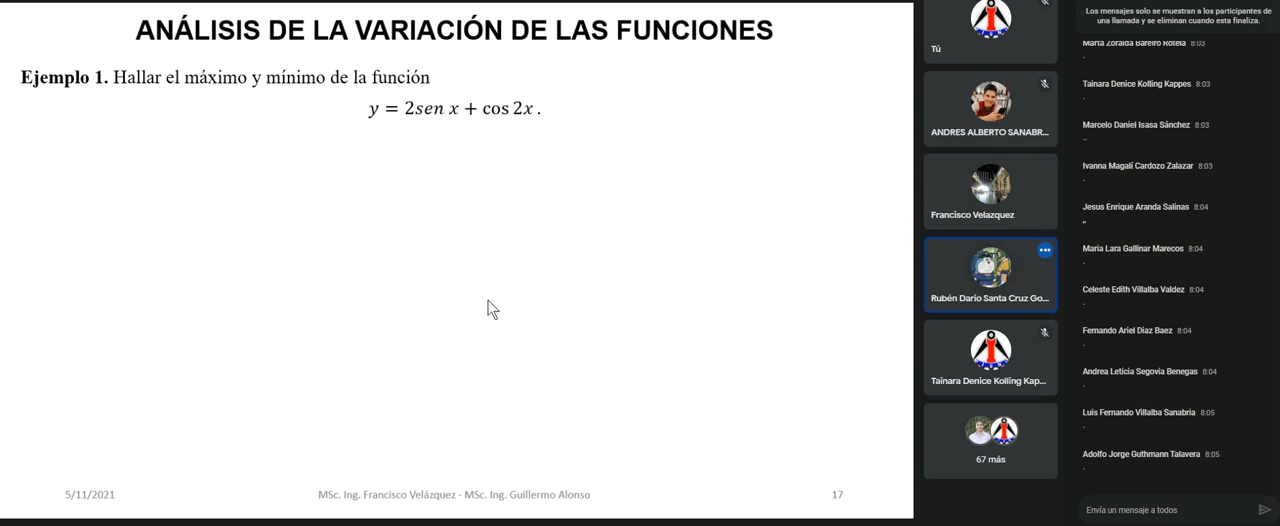 ANÁLISIS DE LA VARIACIÓN DE LAS FUNCIONES
Ejemplo 1. Hallar el máximo y mínimo de la función
y = 2sen x + cos 2x .
5/11/2021
MSc. Ing. Francisco Velázquez - MSc. Ing. Guillermo Alonso
17
Tú
ANDRES ALBERTO SANABR...
Francisco Velazquez
Rubén Dario Santa Cruz Go...
Tainara Denice Kolling Kap...
67 más
Los mensajes solo se muestran a los participantes de
una llamada y se eliminan cuando esta finaliza.
Marta Zoraida Bareiro Rotela 8:03
.
Tainara Denice Kolling Kappes 8:03
.
Marcelo Daniel Isasa Sánchez 8:03
..
Ivanna Magalí Cardozo Zalazar 8:03
.
Jesus Enrique Aranda Salinas 8:04
Maria Lara Gallinar Marecos 8:04
.
Celeste Edith Villalba Valdez 8:04
.
Fernando Ariel Diaz Baez 8:04
.
Andrea Leticia Segovia Benegas 8:04
.
Luis Fernando Villalba Sanabria 8:05
.
Adolfo Jorge Guthmann Talavera 8:05
.
Envía un mensaje a todos